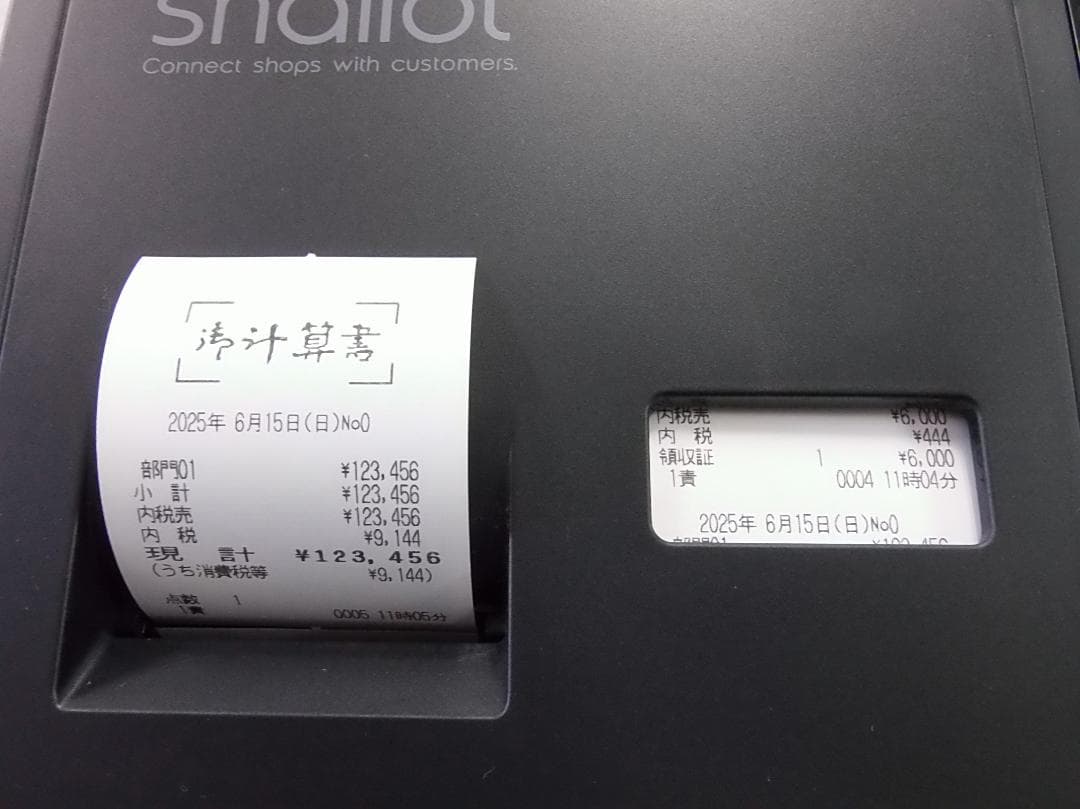 shallot
Connect shops with customers.
御計算書
2025年 6月15日(日)No0
部門01 ¥123,456
小 計 ¥123,456
内税売 ¥123,456
内 税 ¥9,144
現 計 ¥123,456
(うち消費税等 ¥9,144)
点数 1
1責 0005 11時05分
内税売 ¥6,000
内 税 ¥444
領収証 1 ¥6,000
1責 0004 11時04分
2025年 6月15日(日)No0